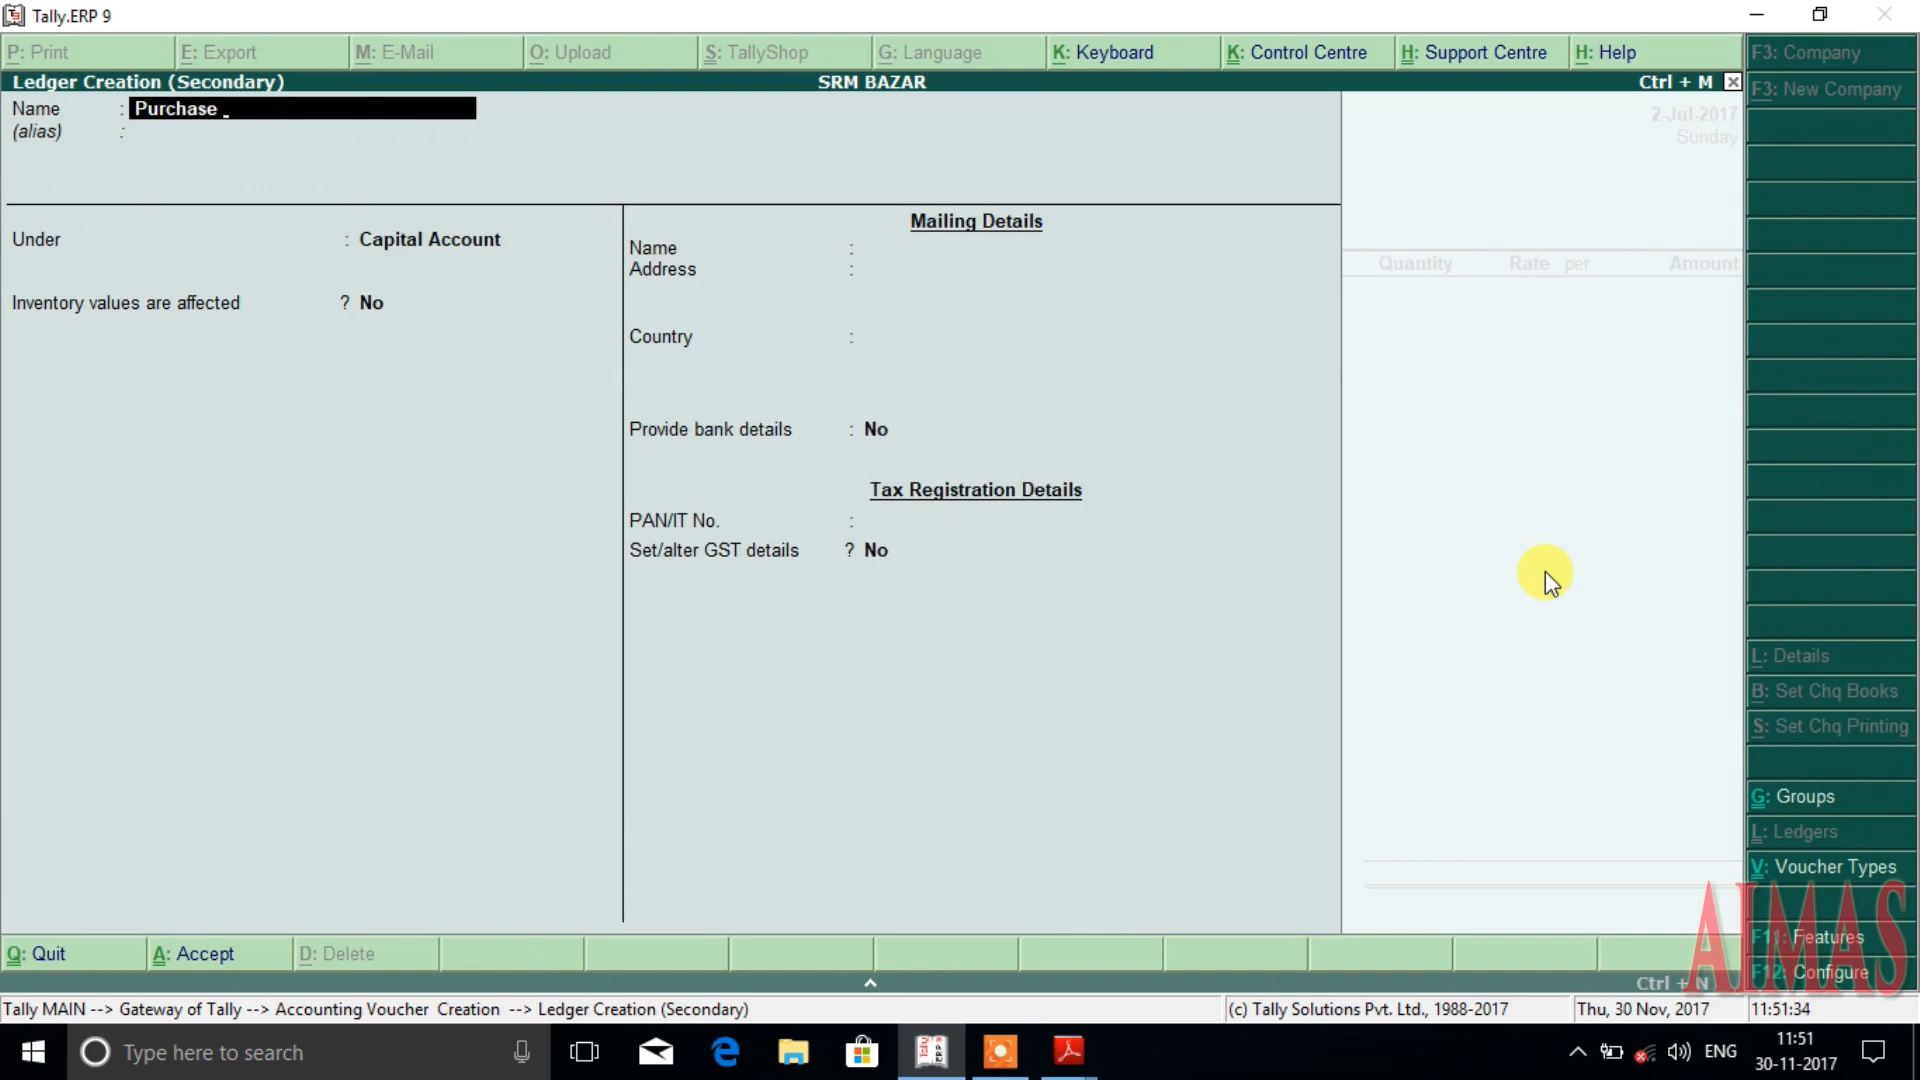 Tally.ERP 9
P: Print
E: Export
M: E-Mail
O: Upload
S: TallyShop
G: Language
K: Keyboard
K: Control Centre
H: Support Centre
H: Help
F3: Company
Ledger Creation (Secondary)
SRM BAZAR
Ctrl + M
F3: New Company
Name : Purchase _
(alias) :
2-Jul-2017
Sunday
Under : Capital Account
Inventory values are affected ? No
Mailing Details
Name :
Address :
Country :
Provide bank details : No
Tax Registration Details
PAN/IT No. :
Set/alter GST details ? No
Quantity Rate per Amount
L: Details
B: Set Chq Books
S: Set Chq Printing
G: Groups
L: Ledgers
V: Voucher Types
F11: Features
F12: Configure
AIMAS
Q: Quit
A: Accept
D: Delete
Ctrl + N
Tally MAIN --> Gateway of Tally --> Accounting Voucher Creation --> Ledger Creation (Secondary)
(c) Tally Solutions Pvt. Ltd., 1988-2017
Thu, 30 Nov, 2017
11:51:34
Type here to search
Tally ERP9
ENG
11:51
30-11-2017